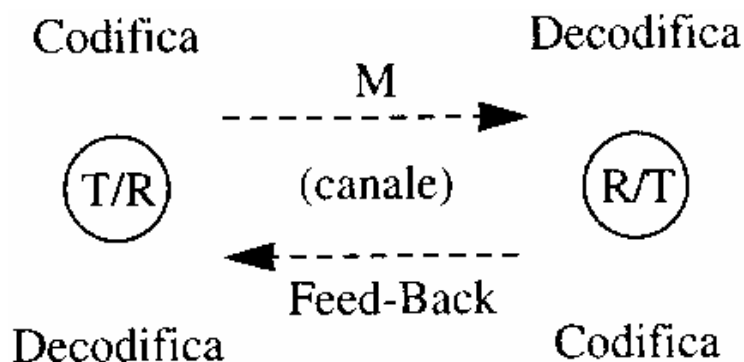 Codifica Decodifica
M
T/R (canale) R/T
Feed-Back
Decodifica Codifica